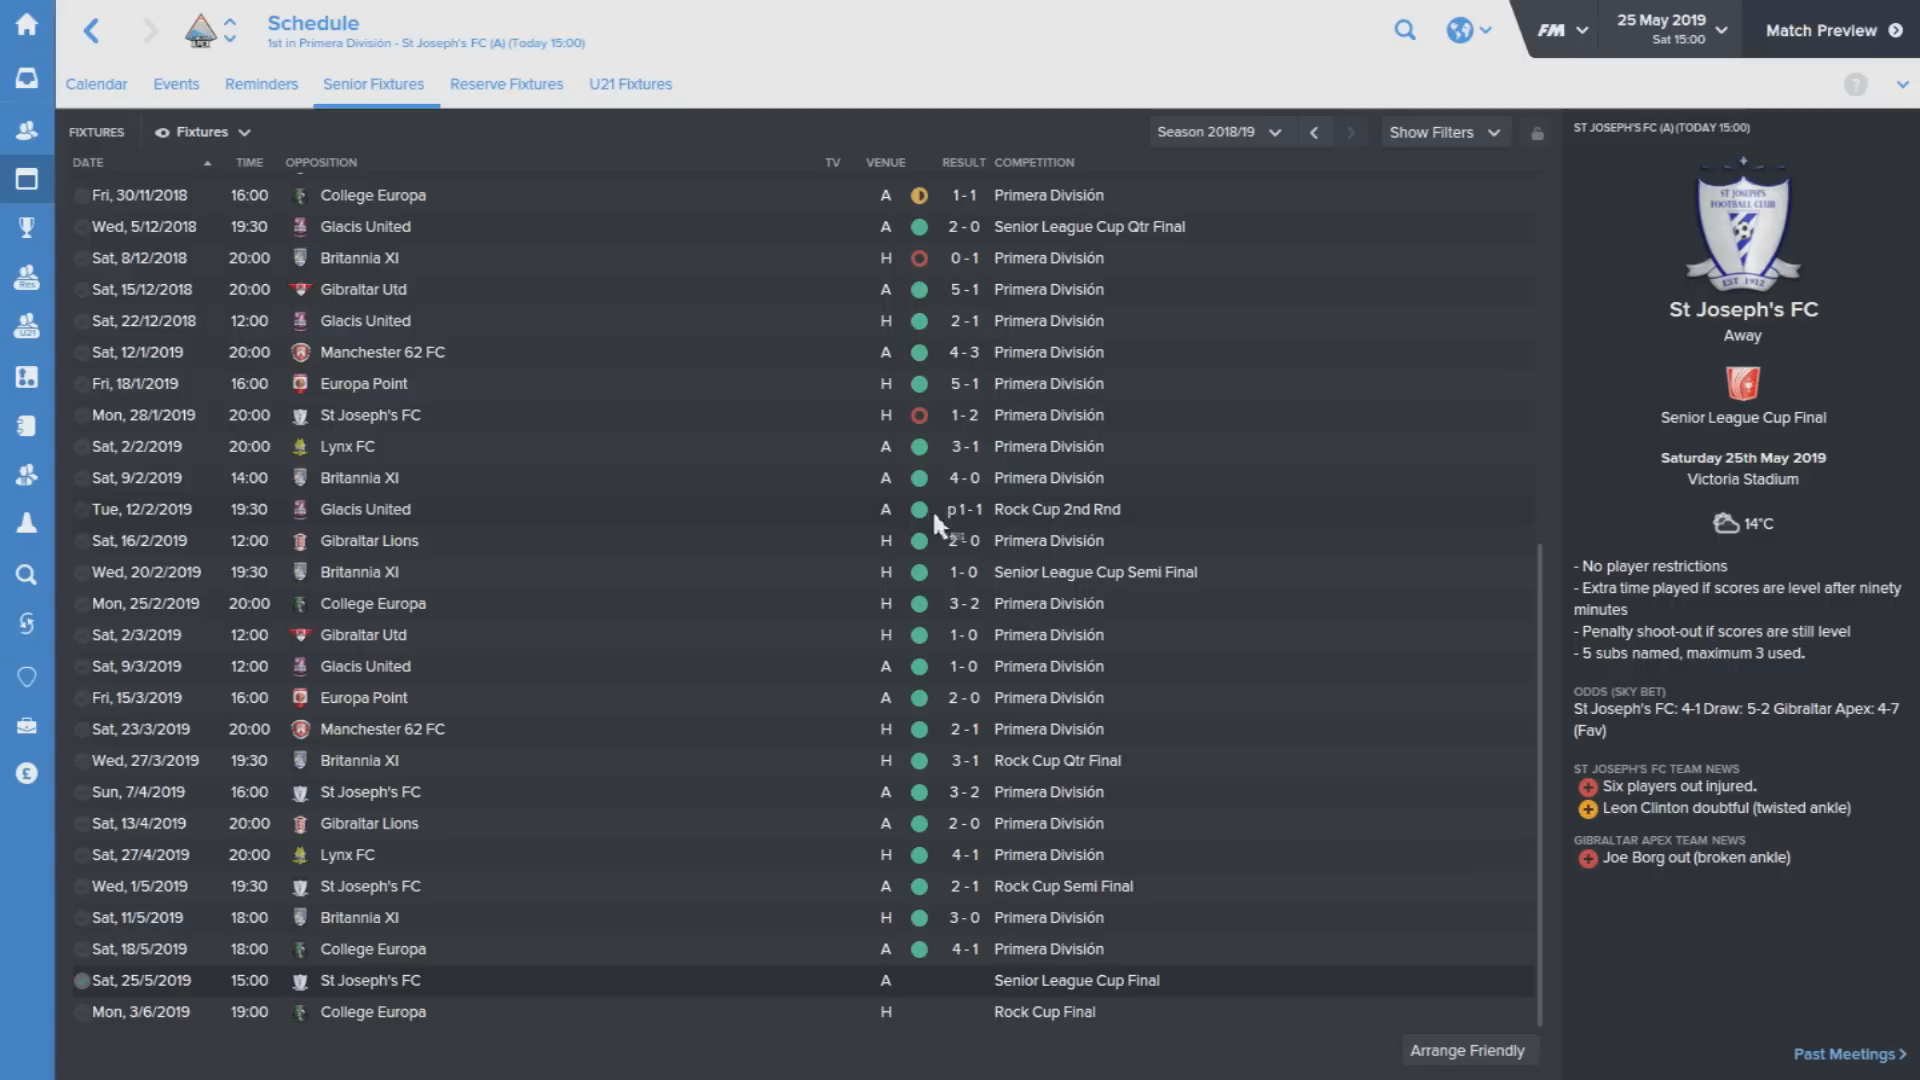 Schedule
1st in Primera División - St Joseph's FC (A) (Today 15:00)
FM
25 May 2019
Sat 15:00
Match Preview
Calendar Events Reminders Senior Fixtures Reserve Fixtures U21 Fixtures
?
FIXTURES Fixtures Season 2018/19 Show Filters
DATE TIME OPPOSITION TV VENUE RESULT COMPETITION
Fri, 30/11/2018 16:00 College Europa A 1 - 1 Primera División
Wed, 5/12/2018 19:30 Glacis United A 2 - 0 Senior League Cup Qtr Final
Sat, 8/12/2018 20:00 Britannia XI H 0 - 1 Primera División
Sat, 15/12/2018 20:00 Gibraltar Utd A 5 - 1 Primera División
Sat, 22/12/2018 12:00 Glacis United H 2 - 1 Primera División
Sat, 12/1/2019 20:00 Manchester 62 FC A 4 - 3 Primera División
Fri, 18/1/2019 16:00 Europa Point H 5 - 1 Primera División
Mon, 28/1/2019 20:00 St Joseph's FC H 1 - 2 Primera División
Sat, 2/2/2019 20:00 Lynx FC A 3 - 1 Primera División
Sat, 9/2/2019 14:00 Britannia XI A 4 - 0 Primera División
Tue, 12/2/2019 19:30 Glacis United A p 1 - 1 Rock Cup 2nd Rnd
Sat, 16/2/2019 12:00 Gibraltar Lions H 2 - 0 Primera División
Wed, 20/2/2019 19:30 Britannia XI H 1 - 0 Senior League Cup Semi Final
Mon, 25/2/2019 20:00 College Europa H 3 - 2 Primera División
Sat, 2/3/2019 12:00 Gibraltar Utd H 1 - 0 Primera División
Sat, 9/3/2019 12:00 Glacis United A 1 - 0 Primera División
Fri, 15/3/2019 16:00 Europa Point A 2 - 0 Primera División
Sat, 23/3/2019 20:00 Manchester 62 FC H 2 - 1 Primera División
Wed, 27/3/2019 19:30 Britannia XI H 3 - 1 Rock Cup Qtr Final
Sun, 7/4/2019 16:00 St Joseph's FC A 3 - 2 Primera División
Sat, 13/4/2019 20:00 Gibraltar Lions A 2 - 0 Primera División
Sat, 27/4/2019 20:00 Lynx FC H 4 - 1 Primera División
Wed, 1/5/2019 19:30 St Joseph's FC A 2 - 1 Rock Cup Semi Final
Sat, 11/5/2019 18:00 Britannia XI H 3 - 0 Primera División
Sat, 18/5/2019 18:00 College Europa A 4 - 1 Primera División
Sat, 25/5/2019 15:00 St Joseph's FC A Senior League Cup Final
Mon, 3/6/2019 19:00 College Europa H Rock Cup Final
Arrange Friendly
ST JOSEPH'S FC (A) (TODAY 15:00)
ST JOSEPH'S
FOOTBALL CLUB
EST 1912
St Joseph's FC
Away
Senior League Cup Final
Saturday 25th May 2019
Victoria Stadium
14°C
- No player restrictions
- Extra time played if scores are level after ninety
minutes
- Penalty shoot-out if scores are still level
- 5 subs named, maximum 3 used.
ODDS (SKY BET)
St Joseph's FC: 4-1 Draw: 5-2 Gibraltar Apex: 4-7
(Fav)
ST JOSEPH'S FC TEAM NEWS
Six players out injured.
Leon Clinton doubtful (twisted ankle)
GIBRALTAR APEX TEAM NEWS
Joe Borg out (broken ankle)
Past Meetings >
Res
U21
£